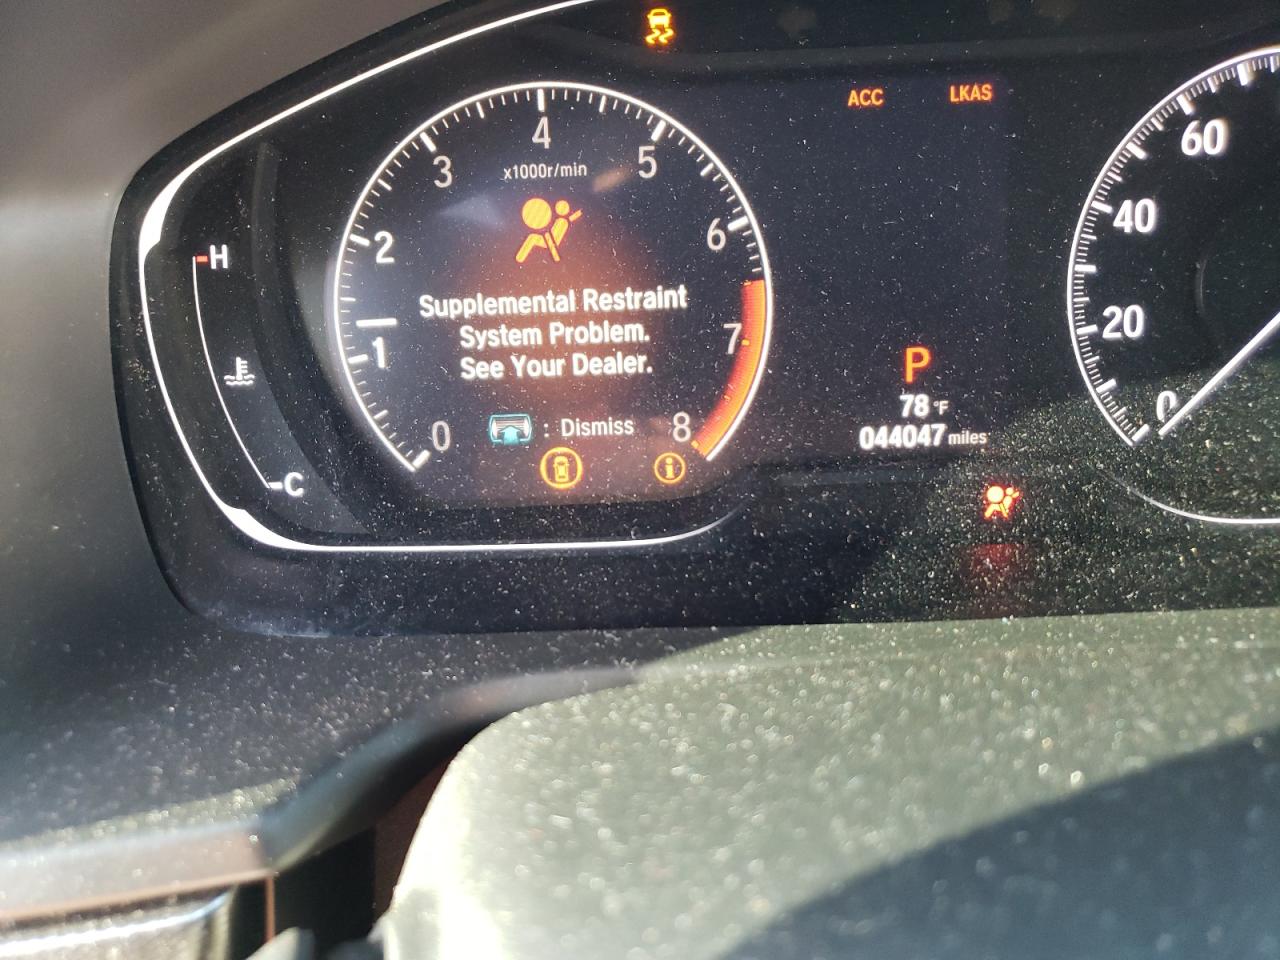 ACC LKAS
4
3 5
x1000r/min
2 6
H
Supplemental Restraint
System Problem.
See Your Dealer.
1 7
0 : Dismiss 8
C
P
78 °F
044047 miles
60
40
20
0